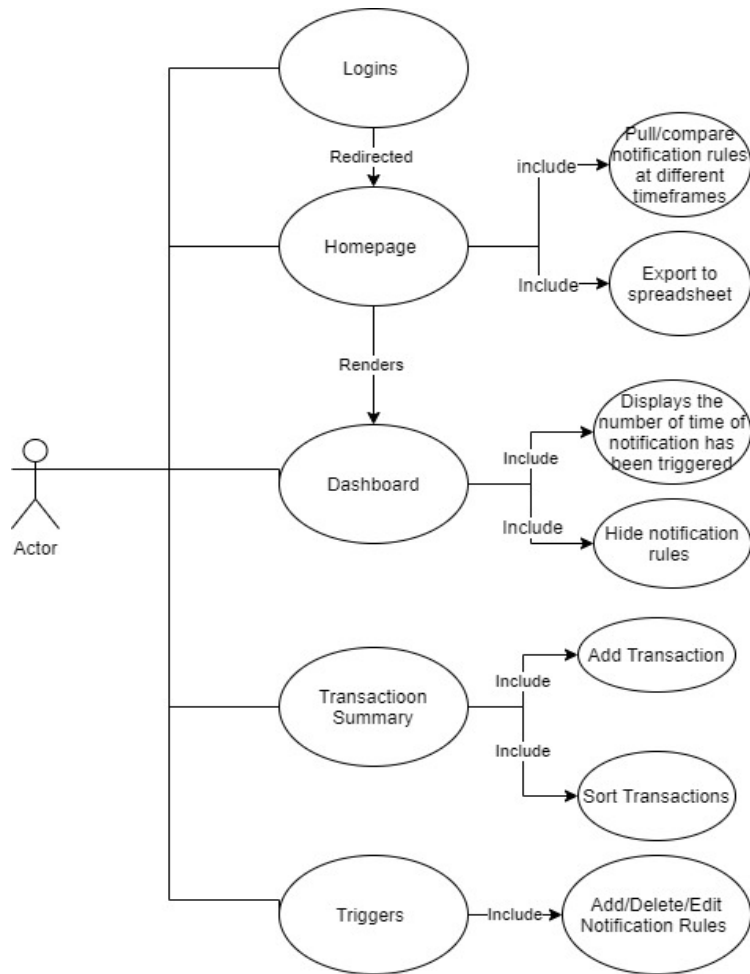 Logins
Redirected
Pull/compare
notification rules
at different
timeframes
include
Homepage
Include
Export to
spreadsheet
Renders
Displays the
number of time of
notification has
been triggered
Include
Dashboard
Include
Hide notification
rules
Actor
Add Transaction
Include
Transactioon
Summary
Include
Sort Transactions
Triggers
Include
Add/Delete/Edit
Notification Rules